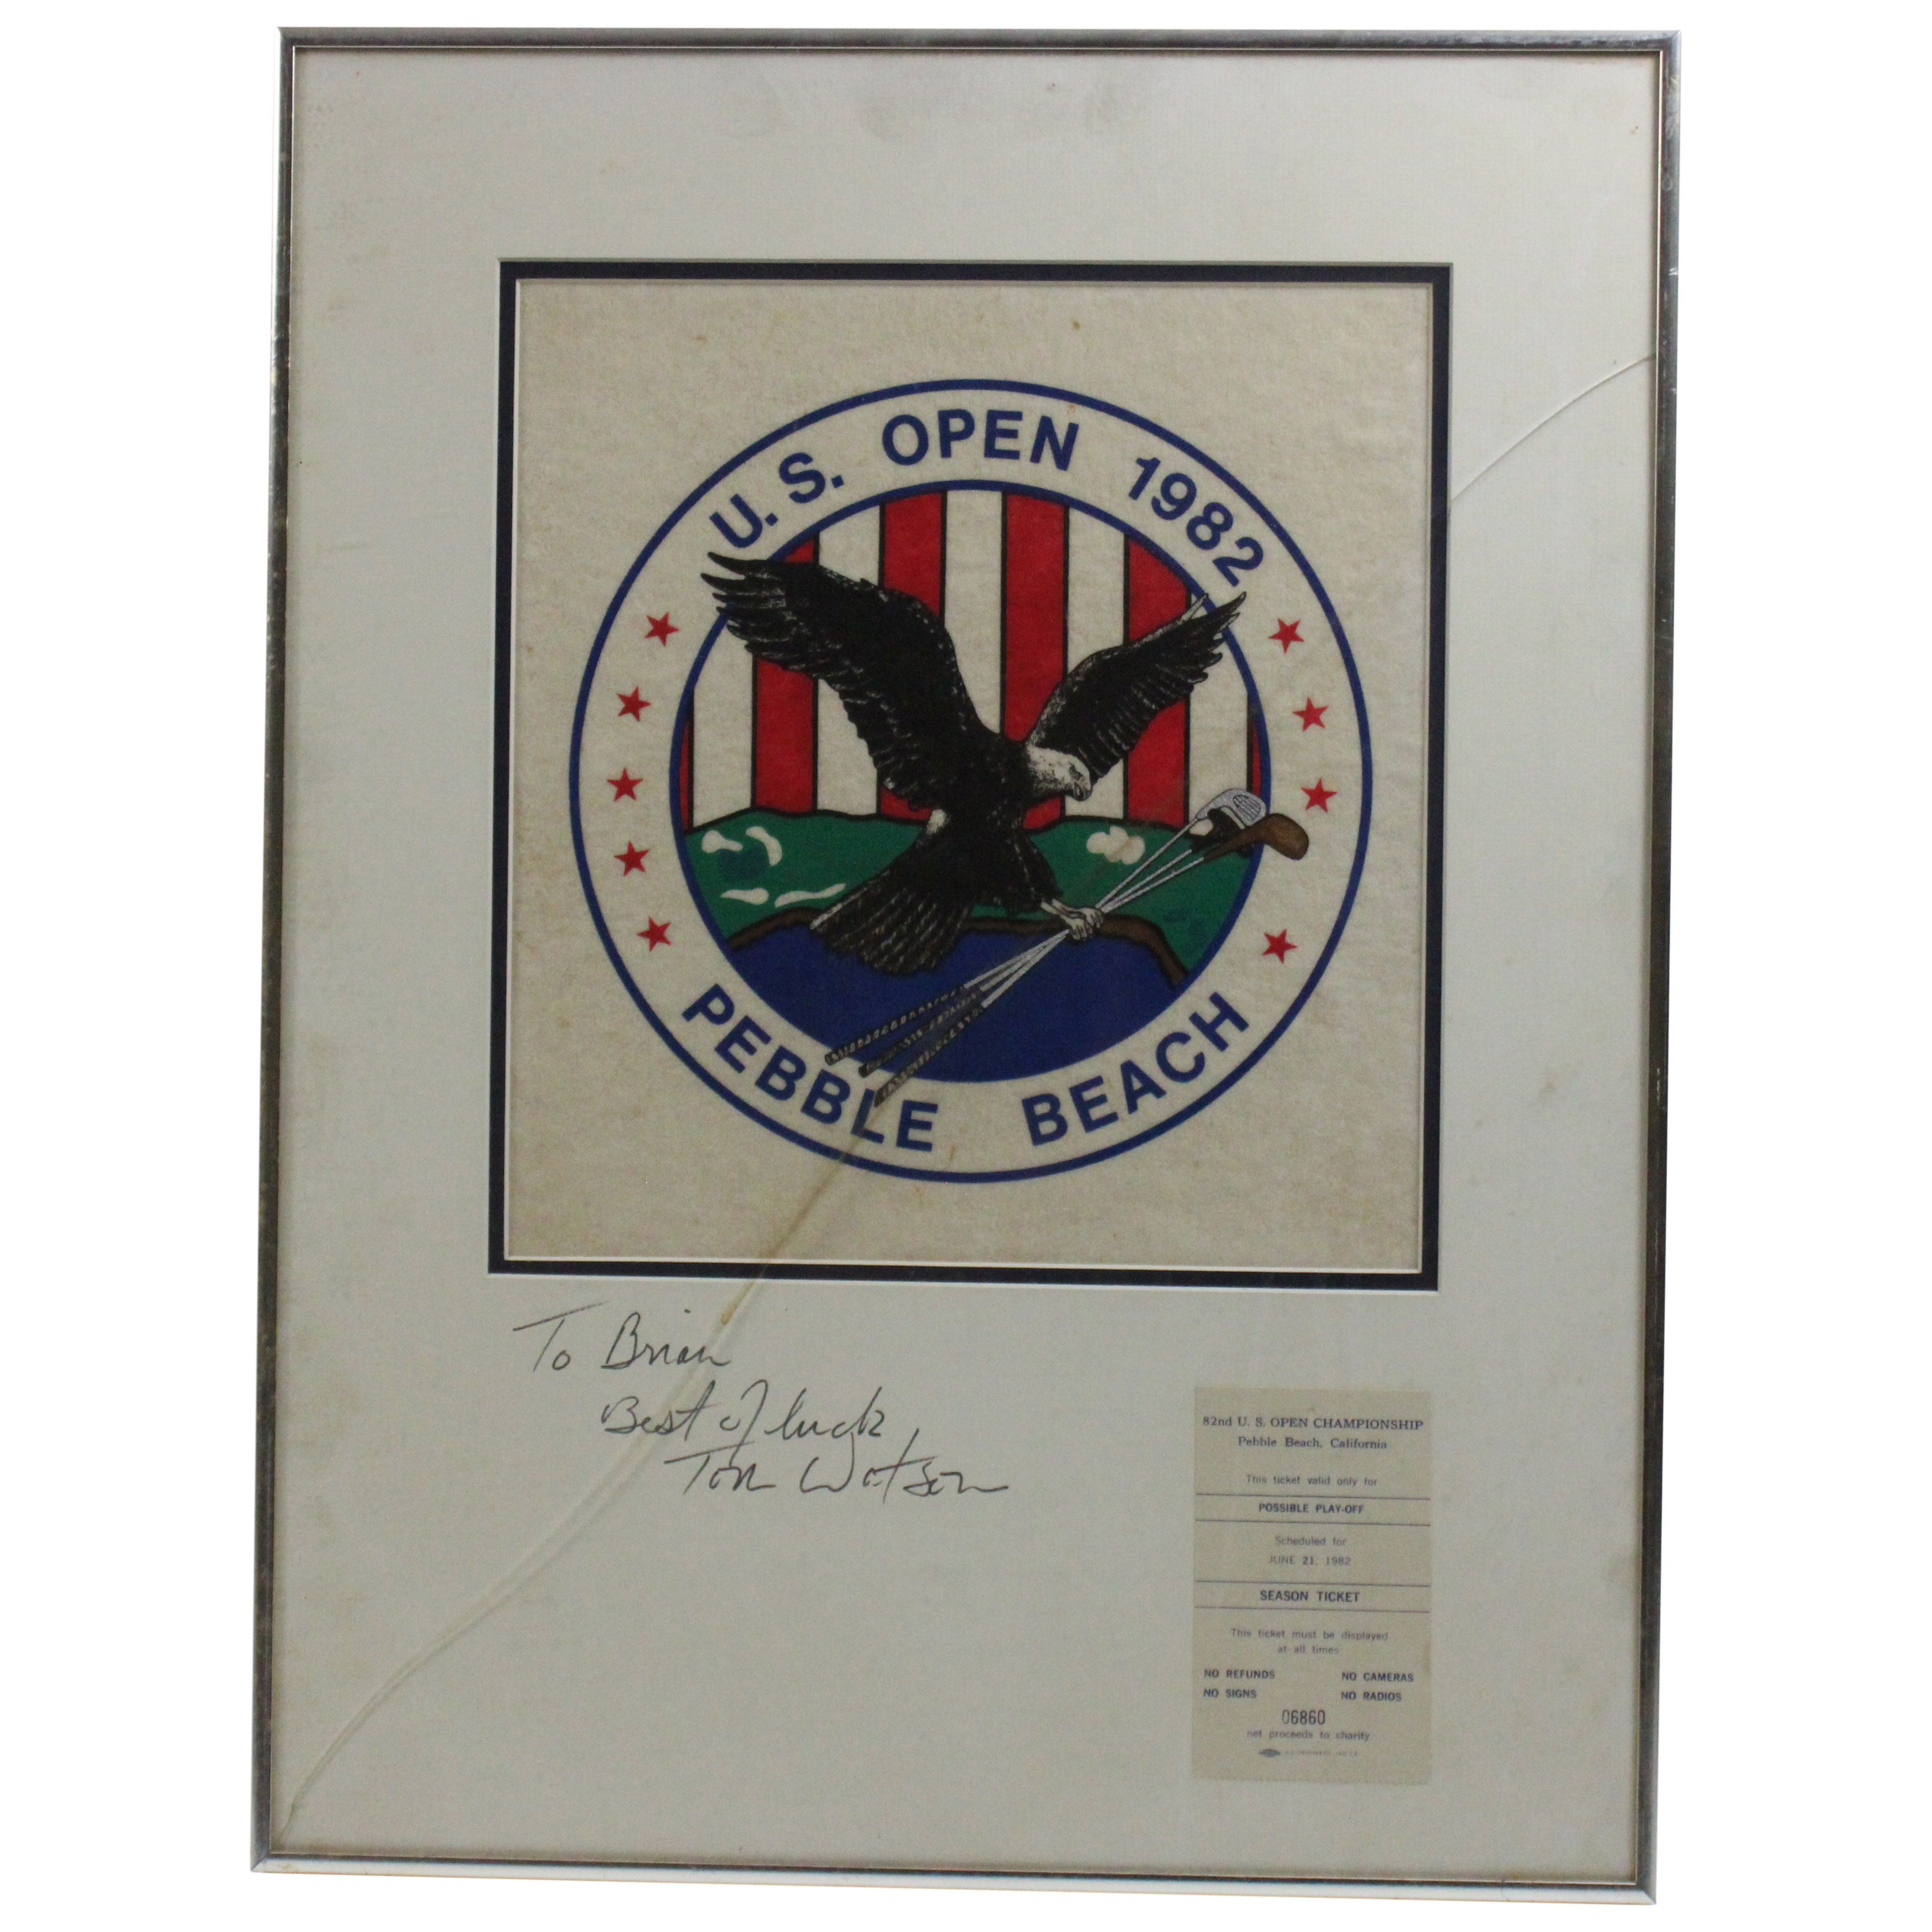 U.S. OPEN 1982
PEBBLE BEACH
To Brian
Best of luck
Tom Watson
82nd U. S. OPEN CHAMPIONSHIP
Pebble Beach, California
This ticket valid only for
POSSIBLE PLAY-OFF
Scheduled for
JUNE 21, 1982
SEASON TICKET
This ticket must be displayed
at all times
NO REFUNDS NO CAMERAS
NO SIGNS NO RADIOS
06860
net proceeds to charity